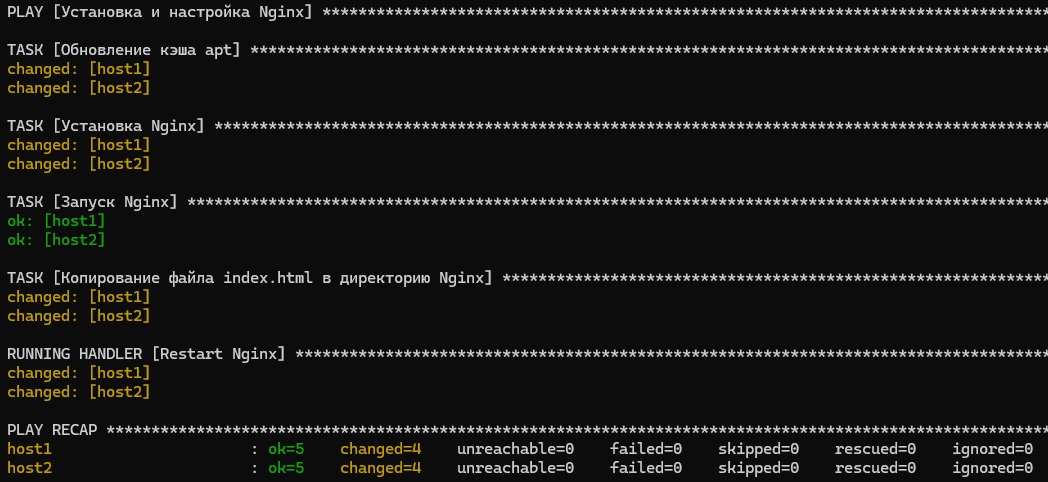 PLAY [Установка и настройка Nginx] *********************************************************************************
TASK [Обновление кэша apt] *****************************************************************************************
changed: [host1]
changed: [host2]
TASK [Установка Nginx] *********************************************************************************************
changed: [host1]
changed: [host2]
TASK [Запуск Nginx] ************************************************************************************************
ok: [host1]
ok: [host2]
TASK [Копирование файла index.html в директорию Nginx] *************************************************************
changed: [host1]
changed: [host2]
RUNNING HANDLER [Restart Nginx] ************************************************************************************
changed: [host1]
changed: [host2]
PLAY RECAP *********************************************************************************************************
host1                      : ok=5    changed=4    unreachable=0    failed=0    skipped=0    rescued=0    ignored=0
host2                      : ok=5    changed=4    unreachable=0    failed=0    skipped=0    rescued=0    ignored=0